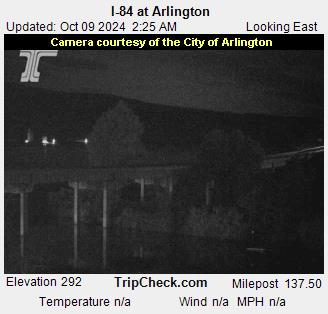 I-84 at Arlington
Updated: Oct 09 2024 2:25 AM Looking East
Camera courtesy of the City of Arlington
Elevation 292 TripCheck.com Milepost 137.50
Temperature n/a Wind n/a MPH n/a